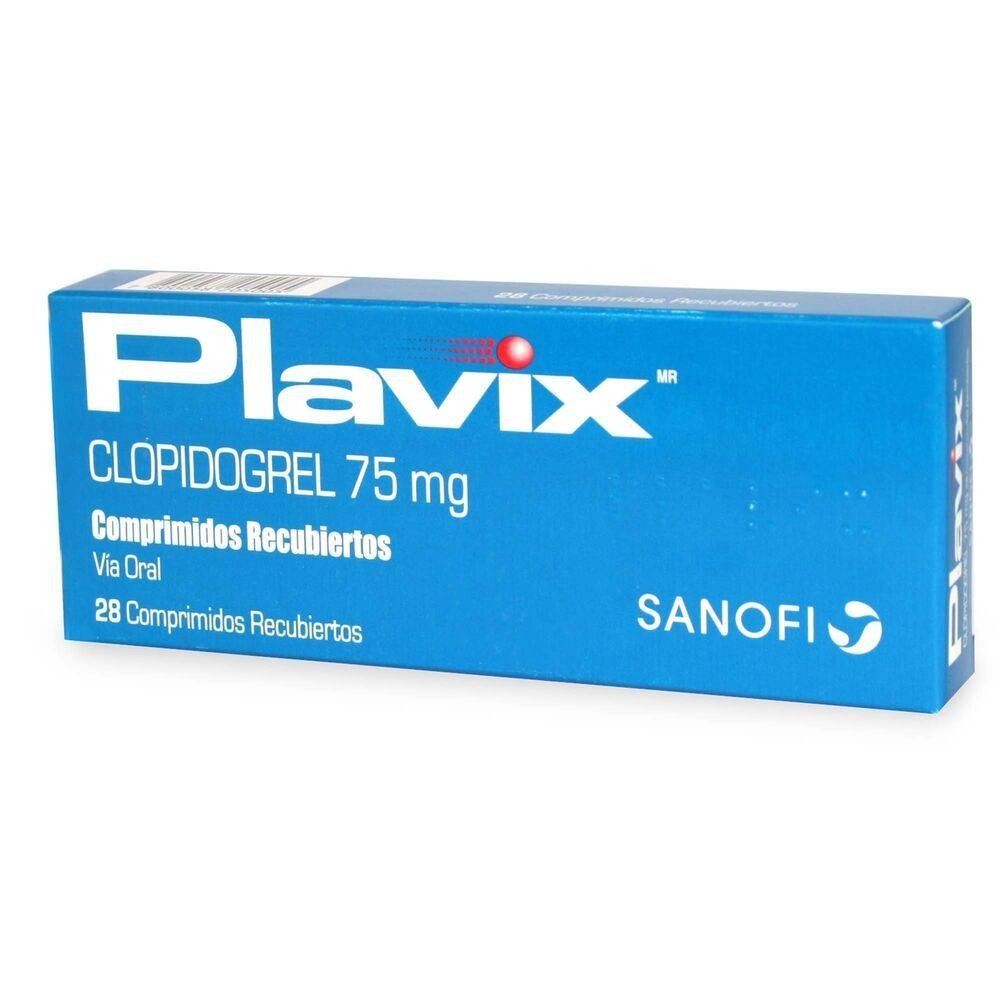 28 Comprimidos Recubiertos
Plavix MR
CLOPIDOGREL 75 mg
Comprimidos Recubiertos
Vía Oral
28 Comprimidos Recubiertos
SANOFI
Plavix